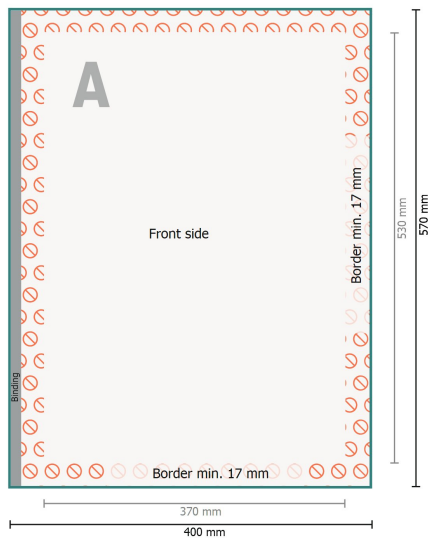 A
Front side
Border min. 17 mm
530 mm
570 mm
Binding
Border min. 17 mm
370 mm
400 mm